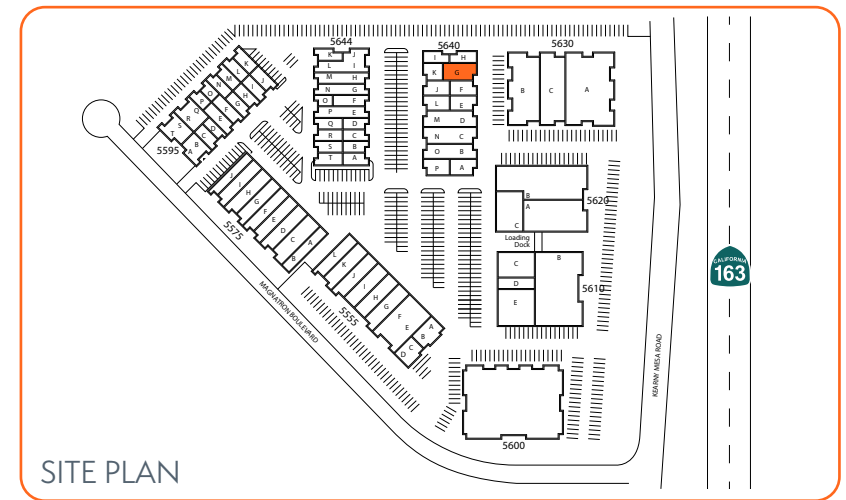 5644
K J
L I
M H
N G
O F
P E
Q D
R C
S B
T A
5640
I H
K G
J F
L E
M D
N C
O B
P A
5630
B C A
5595
K
L J
M I
N H
O G
P F
Q E
R D
S C
T B
A
5575
J
I
H
G
F
E
D
C A
B
5555
L
K
J
I
H
G
F
E A
B
C
D
5620
B
A
C
Loading
Dock
5610
C B
D
E
5600
MAGNATRON BOULEVARD
KEARNY MESA ROAD
CALIFORNIA
163
SITE PLAN